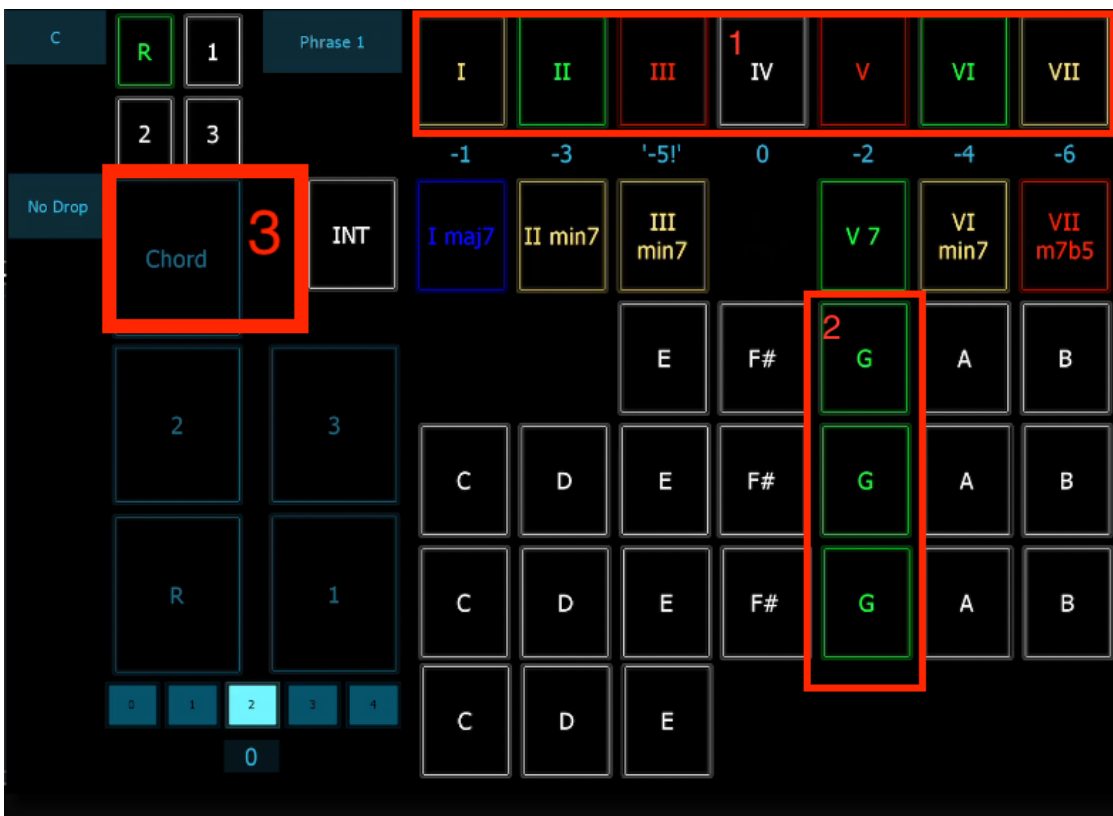 C
R
1
Phrase 1
2
3
1
I
II
III
IV
V
VI
VII
-1
-3
'-5!'
0
-2
-4
-6
No Drop
Chord
3
INT
I maj7
II min7
III
min7
V 7
VI
min7
VII
m7b5
2
E
F#
G
A
B
2
3
C
D
E
F#
G
A
B
R
1
C
D
E
F#
G
A
B
0
1
2
3
4
C
D
E
0